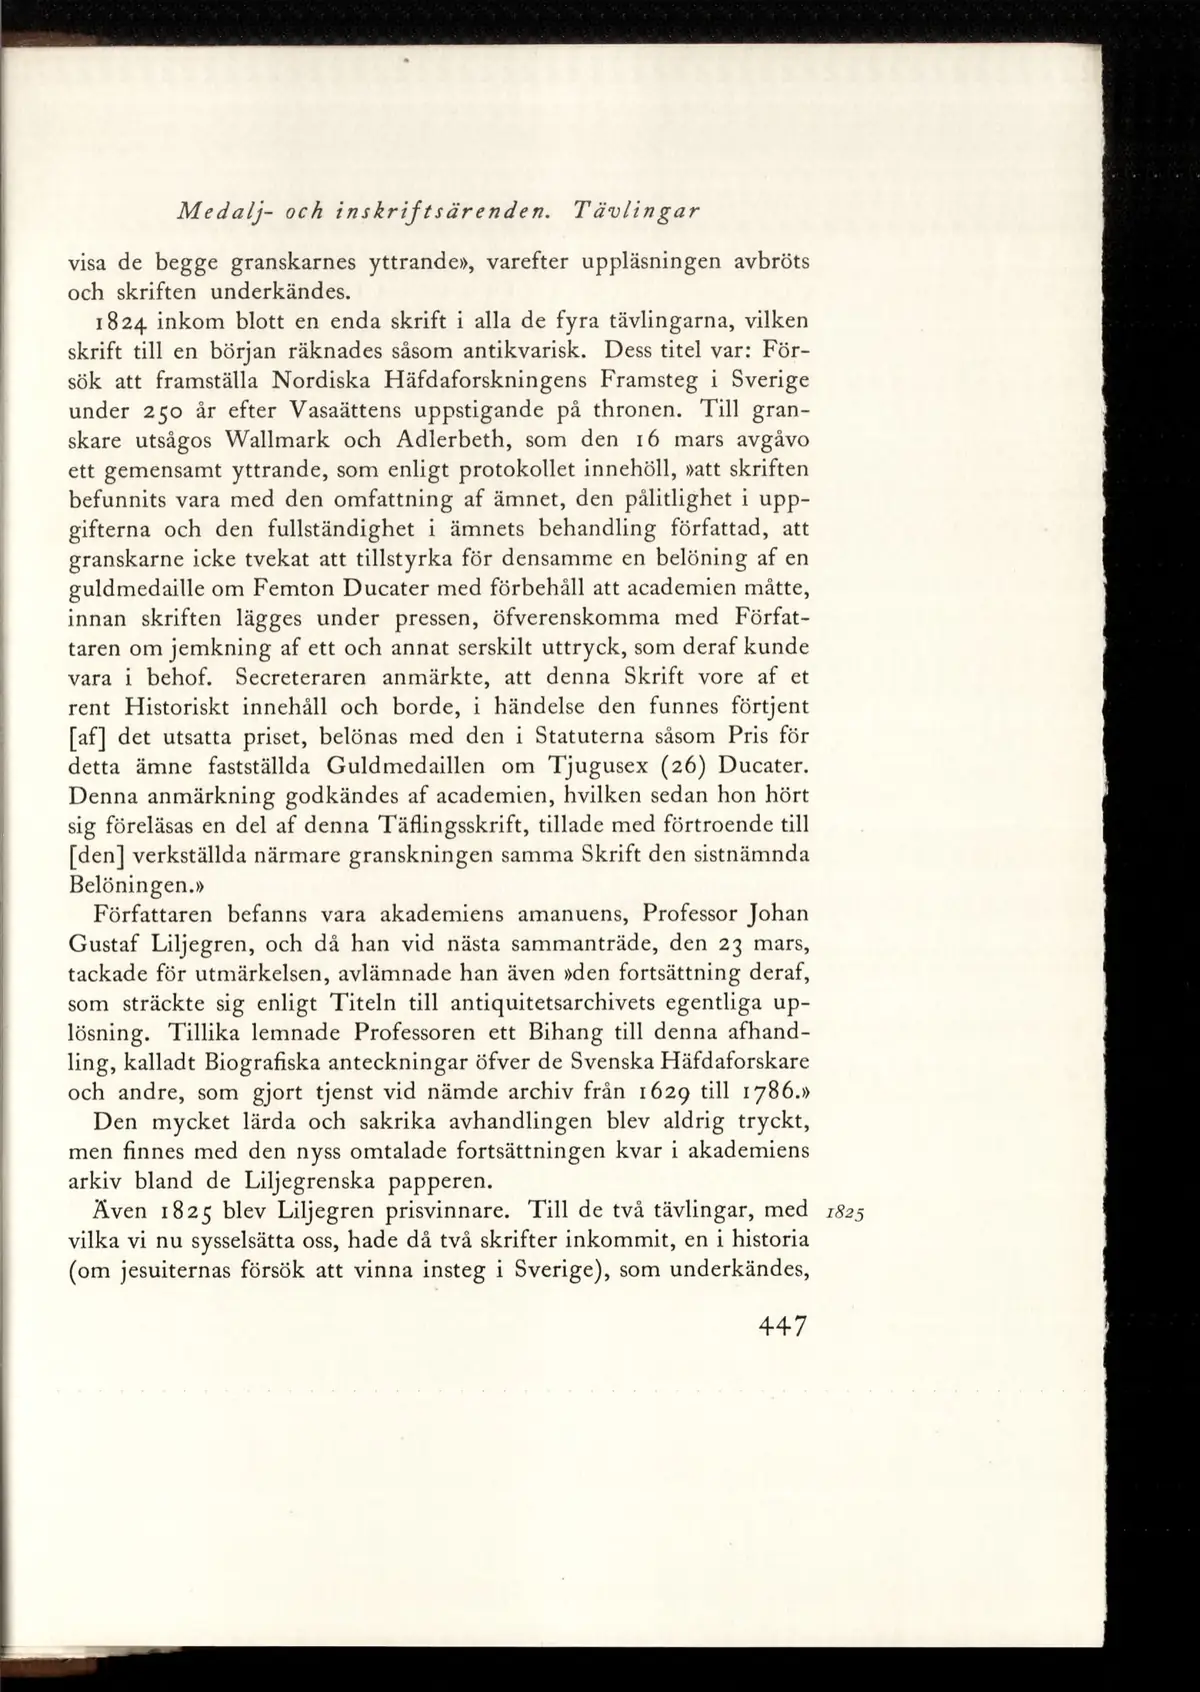 Medalj- och inskriftsärenden. Tävlingar
visa de begge granskarnes yttrande», varefter uppläsningen avbröts
och skriften underkändes.
1824 inkom blott en enda skrift i alla de fyra tävlingarna, vilken
skrift till en början räknades såsom antikvarisk. Dess titel var: För-
sök att framställa Nordiska Häfdaforskningens Framsteg i Sverige
under 250 år efter Vasaättens uppstigande på thronen. Till gran-
skare utsågos Wallmark och Adlerbeth, som den 16 mars avgåvo
ett gemensamt yttrande, som enligt protokollet innehöll, »att skriften
befunnits vara med den omfattning af ämnet, den pålitlighet i upp-
gifterna och den fullständighet i ämnets behandling författad, att
granskarne icke tvekat att tillstyrka för densamme en belöning af en
guldmedaille om Femton Ducater med förbehåll att academien måtte,
innan skriften lägges under pressen, öfverenskomma med Förfat-
taren om jemkning af ett och annat serskilt uttryck, som deraf kunde
vara i behof. Secreteraren anmärkte, att denna Skrift vore af et
rent Historiskt innehåll och borde, i händelse den funnes förtjent
[af] det utsatta priset, belönas med den i Statuterna såsom Pris för
detta ämne fastställda Guldmedaillen om Tjugusex (26) Ducater.
Denna anmärkning godkändes af academien, hvilken sedan hon hört
sig föreläsas en del af denna Täflingsskrift, tillade med förtroende till
[den] verkställda närmare granskningen samma Skrift den sistnämnda
Belöningen.»
Författaren befanns vara akademiens amanuens, Professor Johan
Gustaf Liljegren, och då han vid nästa sammanträde, den 23 mars,
tackade för utmärkelsen, avlämnade han även »den fortsättning deraf,
som sträckte sig enligt Titeln till antiquitetsarchivets egentliga up-
lösning. Tillika lemnade Professoren ett Bihang till denna afhand-
ling, kalladt Biografiska anteckningar öfver de Svenska Häfdaforskare
och andre, som gjort tjenst vid nämde archiv från 1629 till 1786.»
Den mycket lärda och sakrika avhandlingen blev aldrig tryckt,
men finnes med den nyss omtalade fortsättningen kvar i akademiens
arkiv bland de Liljegrenska papperen.
Även 1825 blev Liljegren prisvinnare. Till de två tävlingar, med 1825
vilka vi nu sysselsätta oss, hade då två skrifter inkommit, en i historia
(om jesuiternas försök att vinna insteg i Sverige), som underkändes,
447